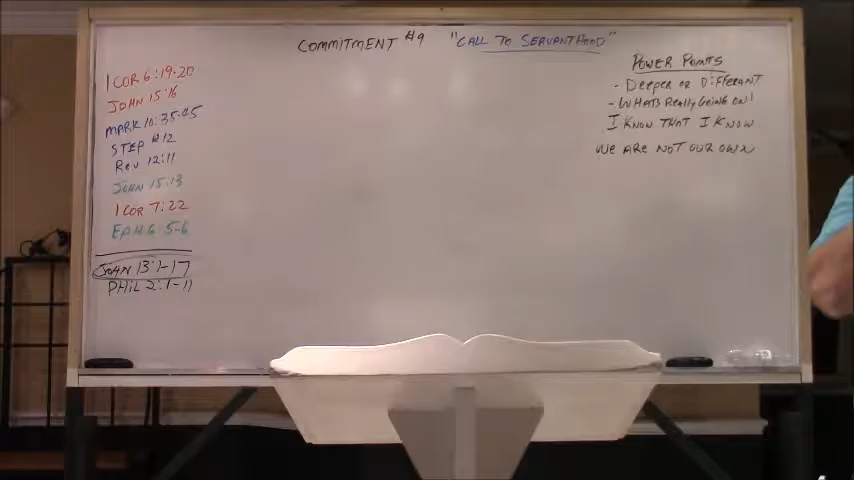 COMMITMENT #9 "CALL TO SERVANTHOOD"
1 COR 6:19-20
JOHN 15:16
MARK 10:35-45
STEP #12
REV 12:11
JOHN 15:13
1 COR 7:22
EPH 6:5-6
JOHN 13:1-17
PHIL 2:1-11
POWER POINTS
- DEEPER OR DIFFERENT
- WHATS REALLY GOING ON!
I KNOW THAT I KNOW
WE ARE NOT OUR OWN